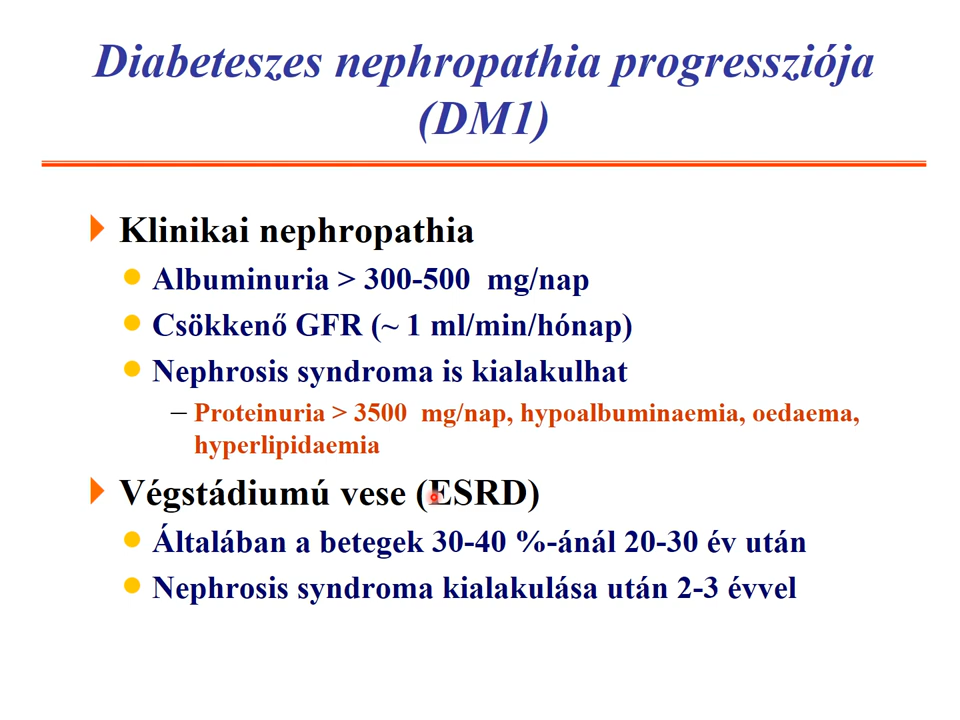 Diabeteszes nephropathia progressziója
(DM1)
Klinikai nephropathia
Albuminuria > 300-500 mg/nap
Csökkenő GFR (~ 1 ml/min/hónap)
Nephrosis syndroma is kialakulhat
– Proteinuria > 3500 mg/nap, hypoalbuminaemia, oedaema,
hyperlipidaemia
Végstádiumú vese (ESRD)
Általában a betegek 30-40 %-ánál 20-30 év után
Nephrosis syndroma kialakulása után 2-3 évvel